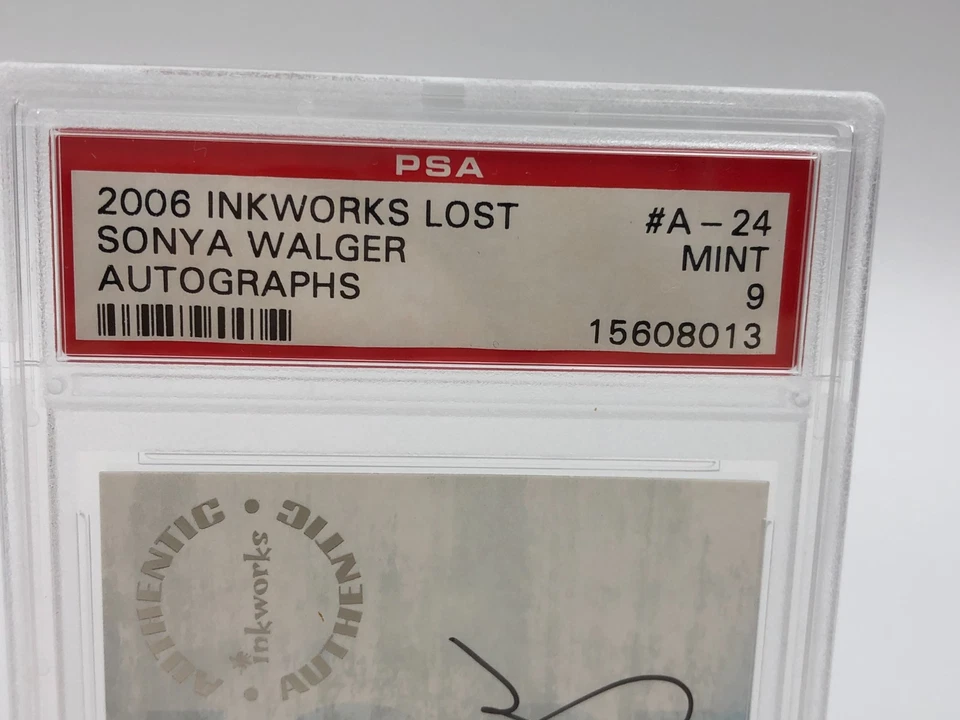 PSA
2006 INKWORKS LOST #A-24
SONYA WALGER MINT
AUTOGRAPHS 9
15608013
AUTHENTIC • AUTHENTIC •
inkworks